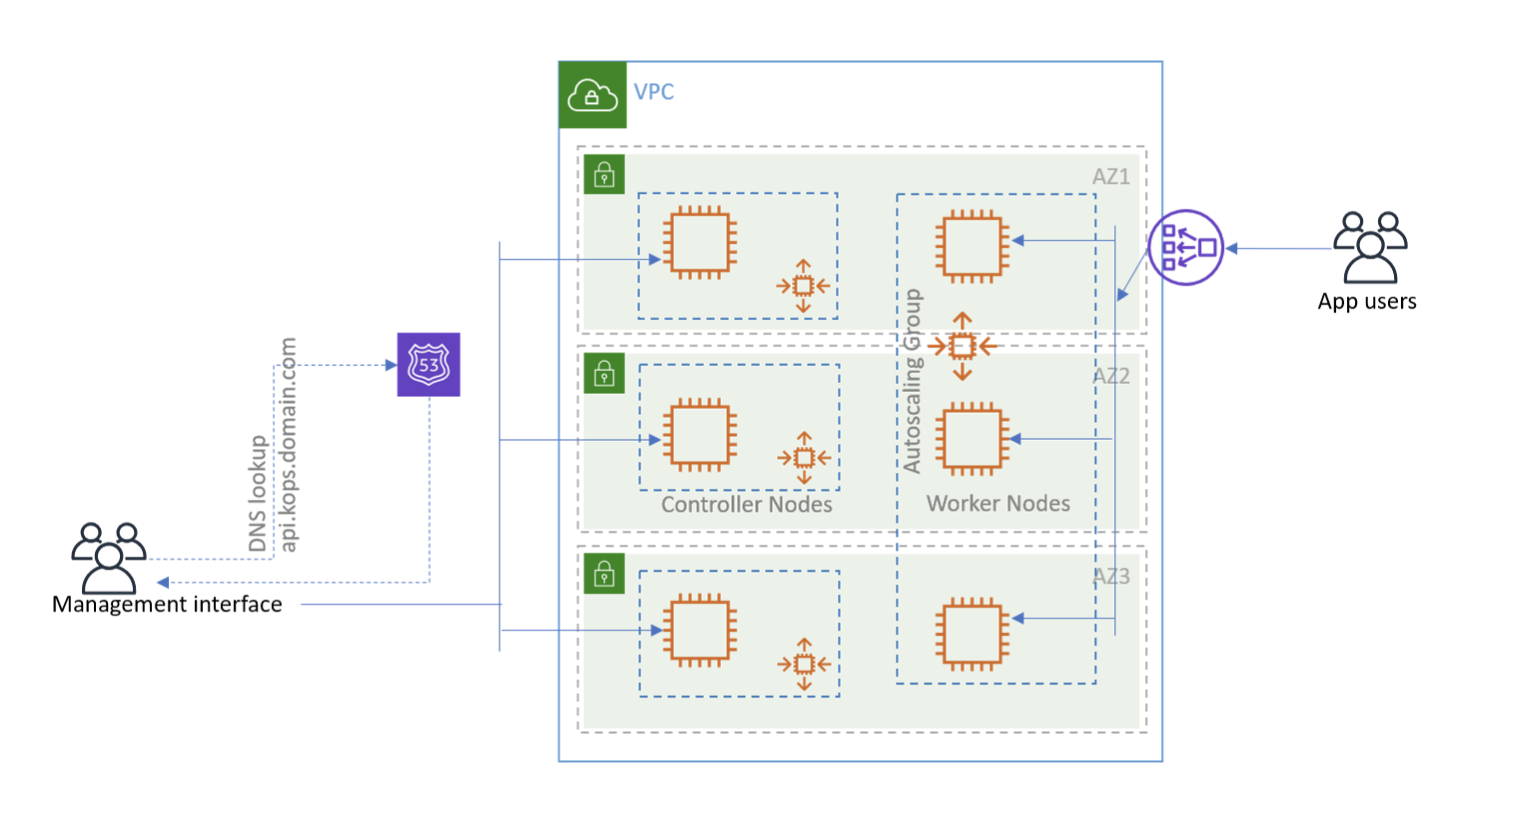 VPC
AZ1
App users
53
DNS lookup
api.kops.domain.com
Autoscaling Group
AZ2
Controller Nodes
Worker Nodes
AZ3
Management interface